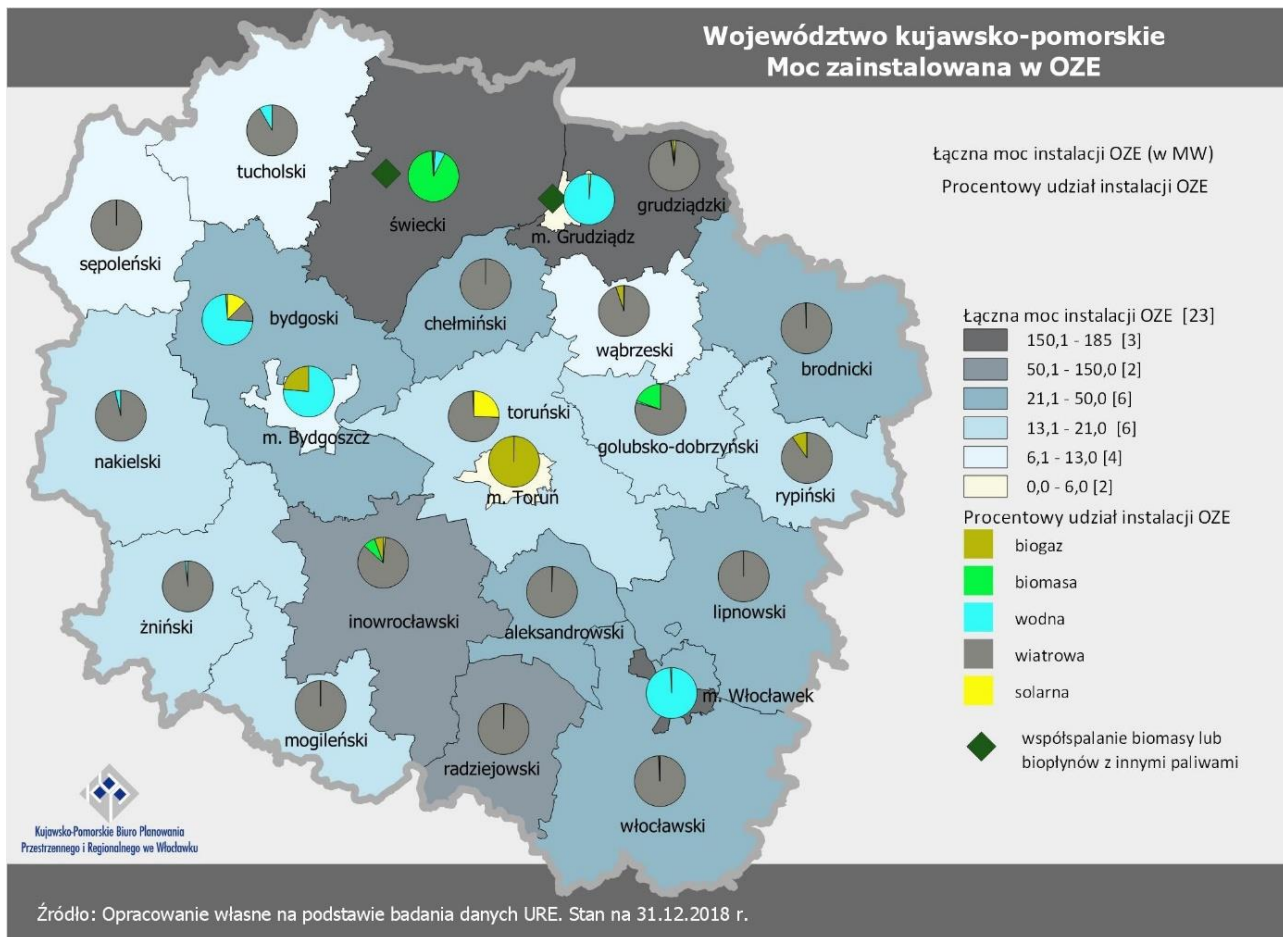 Województwo kujawsko-pomorskie
Moc zainstalowana w OZE
Łączna moc instalacji OZE (w MW)
Procentowy udział instalacji OZE
tucholski
świecki
grudziądzki
m. Grudziądz
sępoleński
bydgoski
chełmiński
wąbrzeski
brodnicki
m. Bydgoszcz
toruński
golubsko-dobrzyński
nakielski
m. Toruń
rypiński
żniński
inowrocławski
aleksandrowski
lipnowski
m. Włocławek
mogileński
radziejowski
włocławski
Łączna moc instalacji OZE [23]
150,1 - 185 [3]
50,1 - 150,0 [2]
21,1 - 50,0 [6]
13,1 - 21,0 [6]
6,1 - 13,0 [4]
0,0 - 6,0 [2]
Procentowy udział instalacji OZE
biogaz
biomasa
wodna
wiatrowa
solarna
współspalanie biomasy lub
biopłynów z innymi paliwami
Kujawsko-Pomorskie Biuro Planowania
Przestrzennego i Regionalnego we Włocławku
Źródło: Opracowanie własne na podstawie badania danych URE. Stan na 31.12.2018 r.